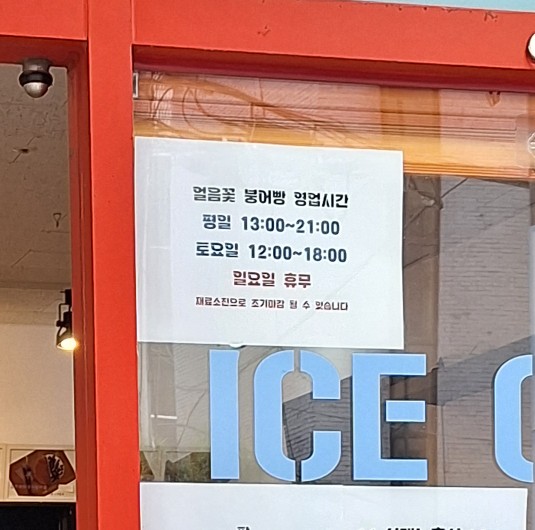 얼음꽃 붕어빵 영업시간
평일 13:00~21:00
토요일 12:00~18:00
일요일 휴무
재료소진으로 조기마감 될 수 있습니다
ICE